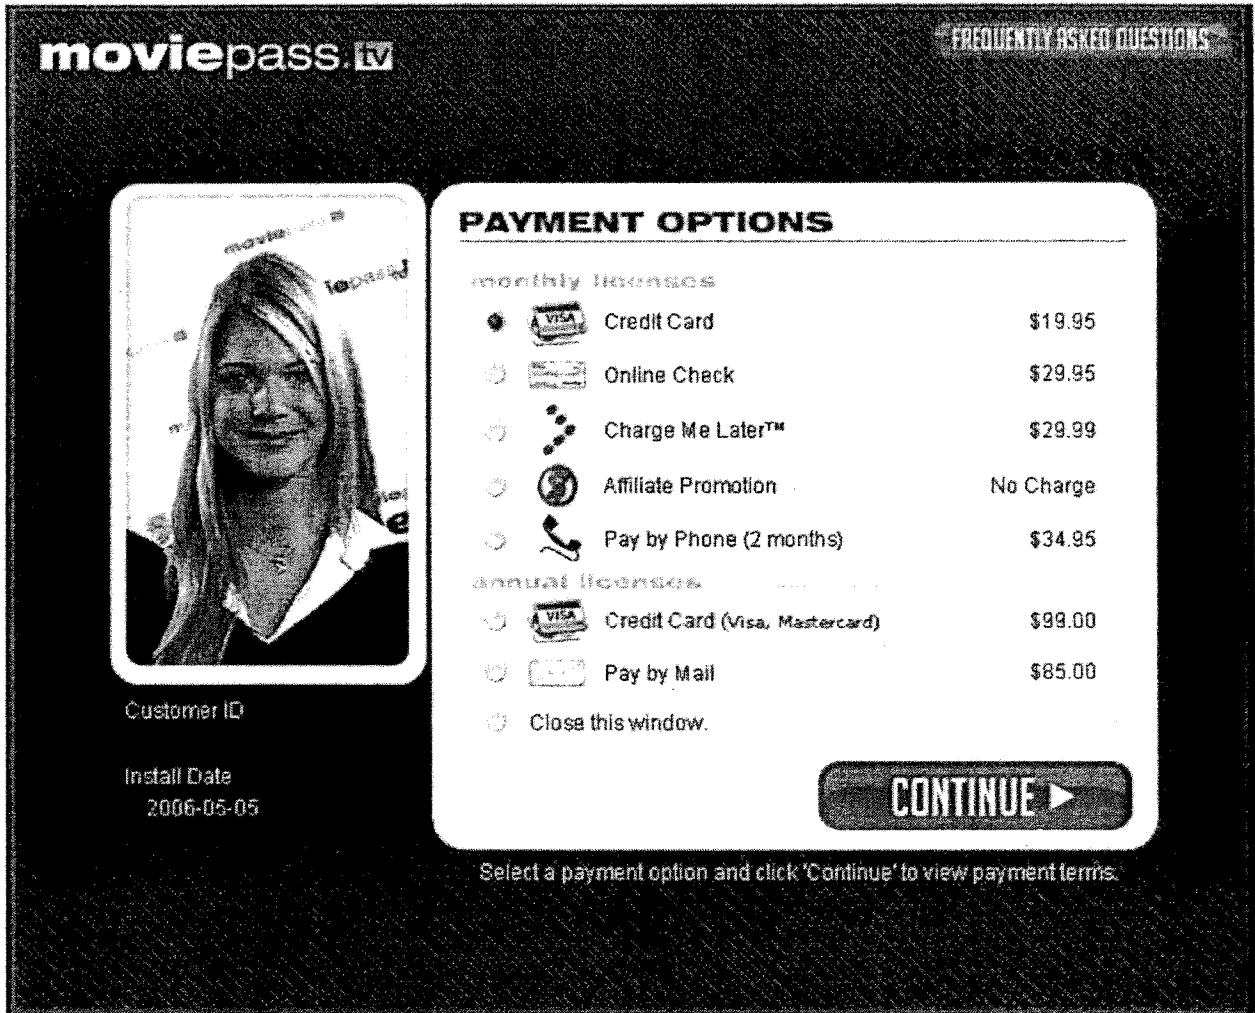 moviepass.tv
FREQUENTLY ASKED QUESTIONS
movie
PAYMENT OPTIONS
monthly licenses
Credit Card $19.95
Online Check $29.95
Charge Me Later™ $29.99
Affiliate Promotion No Charge
Pay by Phone (2 months) $34.95
annual licenses
VISA Credit Card (Visa, Mastercard) $99.00
Pay by Mail $85.00
Close this window.
CONTINUE
Customer ID
Install Date
2006-05-05
Select a payment option and click 'Continue' to view payment terms.